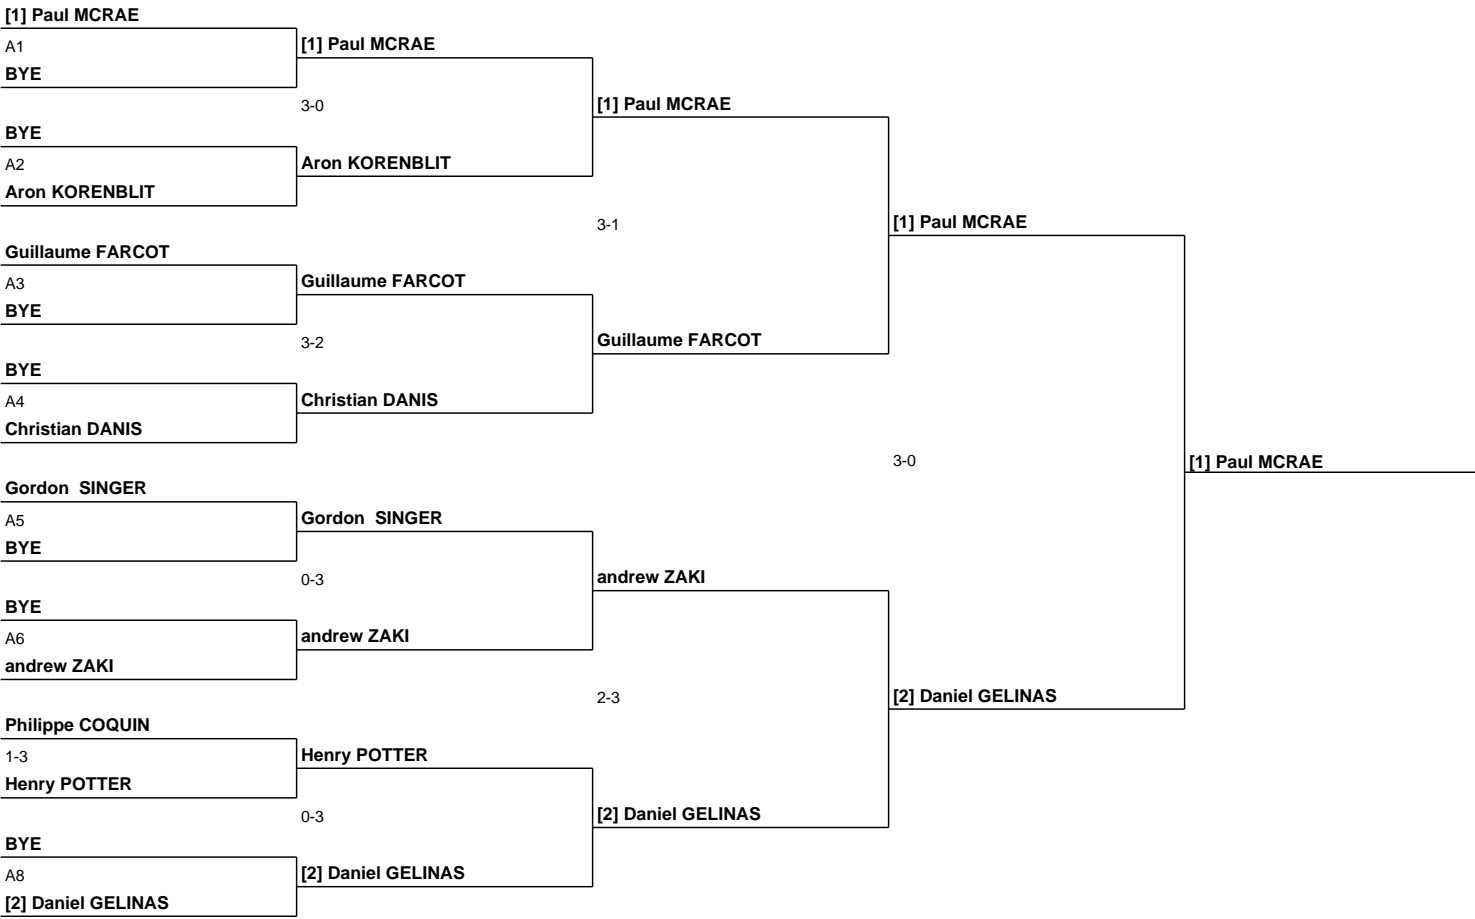 [1] Paul MCRAE
A1
BYE
BYE
A2
Aron KORENBLIT
Guillaume FARCOT
A3
BYE
BYE
A4
Christian DANIS
Gordon  SINGER
A5
BYE
BYE
A6
andrew ZAKI
Philippe COQUIN
1-3
Henry POTTER
BYE
A8
[2] Daniel GELINAS
[1] Paul MCRAE
3-0
Aron KORENBLIT
Guillaume FARCOT
3-2
Christian DANIS
Gordon  SINGER
0-3
andrew ZAKI
Henry POTTER
0-3
[2] Daniel GELINAS
[1] Paul MCRAE
3-1
Guillaume FARCOT
andrew ZAKI
2-3
[2] Daniel GELINAS
[1] Paul MCRAE
3-0
[2] Daniel GELINAS
[1] Paul MCRAE